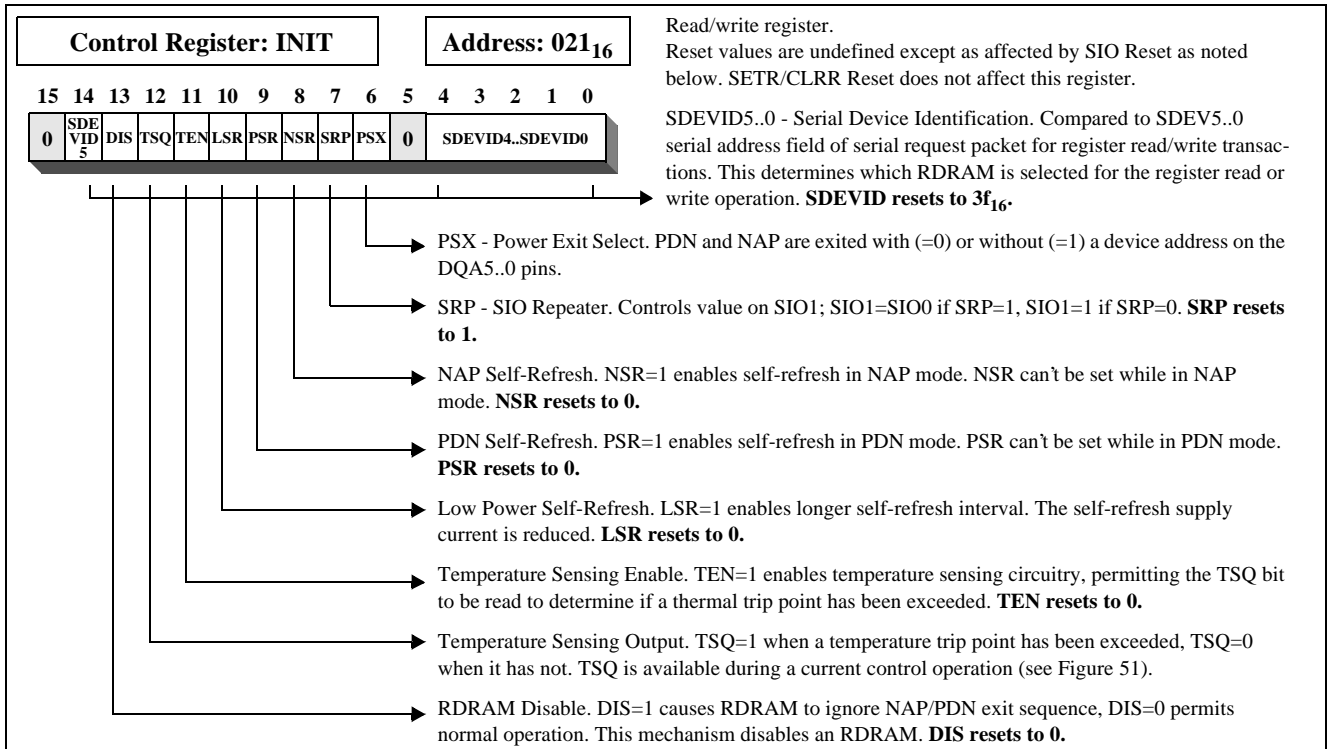 Control Register: INIT
Address: 021₁₆
Read/write register.
Reset values are undefined except as affected by SIO Reset as noted
below. SETR/CLRR Reset does not affect this register.
15 14 13 12 11 10 9 8 7 6 5 4 3 2 1 0
0 SDE VID 5 DIS TSQ TEN LSR PSR NSR SRP PSX 0 SDEVID4..SDEVID0
SDEVID5..0 - Serial Device Identification. Compared to SDEV5..0
serial address field of serial request packet for register read/write transac-
tions. This determines which RDRAM is selected for the register read or
write operation. SDEVID resets to 3f₁₆.
PSX - Power Exit Select. PDN and NAP are exited with (=0) or without (=1) a device address on the
DQA5..0 pins.
SRP - SIO Repeater. Controls value on SIO1; SIO1=SIO0 if SRP=1, SIO1=1 if SRP=0. SRP resets
to 1.
NAP Self-Refresh. NSR=1 enables self-refresh in NAP mode. NSR can't be set while in NAP
mode. NSR resets to 0.
PDN Self-Refresh. PSR=1 enables self-refresh in PDN mode. PSR can't be set while in PDN mode.
PSR resets to 0.
Low Power Self-Refresh. LSR=1 enables longer self-refresh interval. The self-refresh supply
current is reduced. LSR resets to 0.
Temperature Sensing Enable. TEN=1 enables temperature sensing circuitry, permitting the TSQ bit
to be read to determine if a thermal trip point has been exceeded. TEN resets to 0.
Temperature Sensing Output. TSQ=1 when a temperature trip point has been exceeded, TSQ=0
when it has not. TSQ is available during a current control operation (see Figure 51).
RDRAM Disable. DIS=1 causes RDRAM to ignore NAP/PDN exit sequence, DIS=0 permits
normal operation. This mechanism disables an RDRAM. DIS resets to 0.